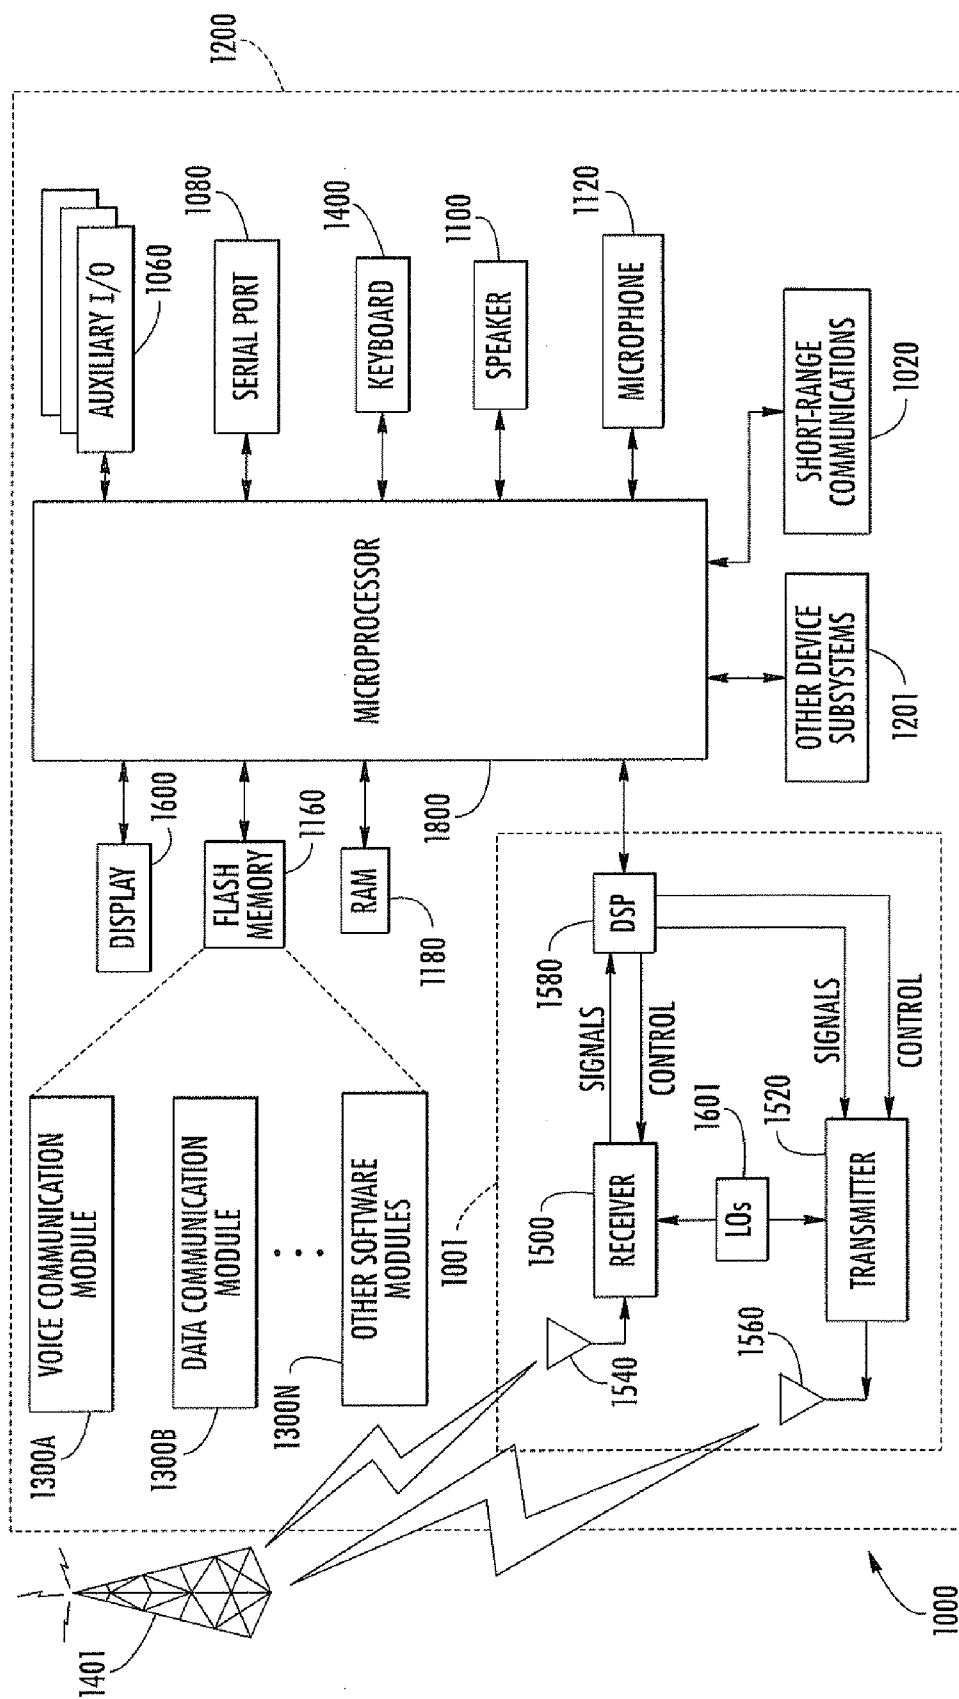 1200
AUXILIARY I/O
1060
SERIAL PORT
1080
KEYBOARD
1400
SPEAKER
1100
MICROPHONE
1120
SHORT-RANGE
COMMUNICATIONS
1020
MICROPROCESSOR
1800
OTHER DEVICE
SUBSYSTEMS
1201
DISPLAY
1600
FLASH
MEMORY
1160
RAM
1180
VOICE COMMUNICATION
MODULE
1300A
DATA COMMUNICATION
MODULE
1300B
OTHER SOFTWARE
MODULES
1300N
1001
DSP
1580
SIGNALS
CONTROL
SIGNALS
CONTROL
RECEIVER
1500
LOs
1601
TRANSMITTER
1520
1540
1560
1401
1000